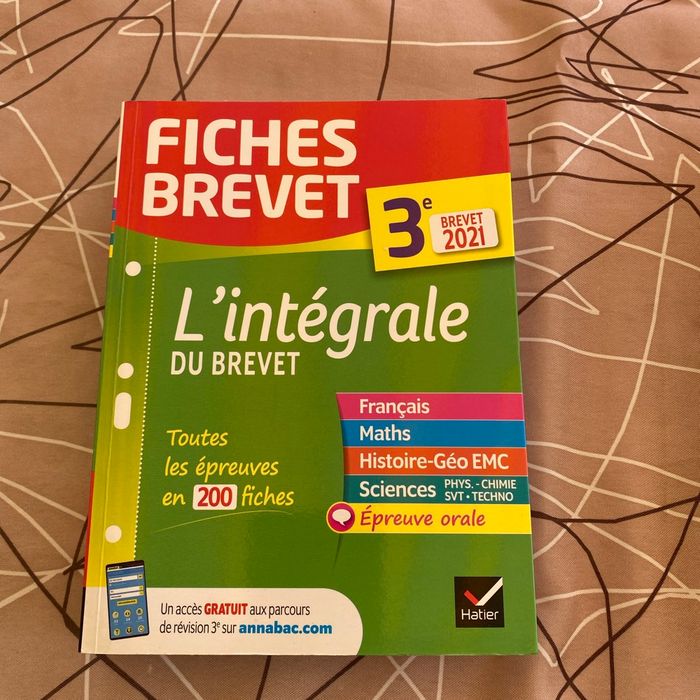 FICHES
BREVET
3e
BREVET
2021
L'intégrale
DU BREVET
Français
Maths
Histoire-Géo EMC
Sciences PHYS. - CHIMIE
SVT • TECHNO
Épreuve orale
Toutes
les épreuves
en 200 fiches
Un accès GRATUIT aux parcours
de révision 3e sur annabac.com
Hatier